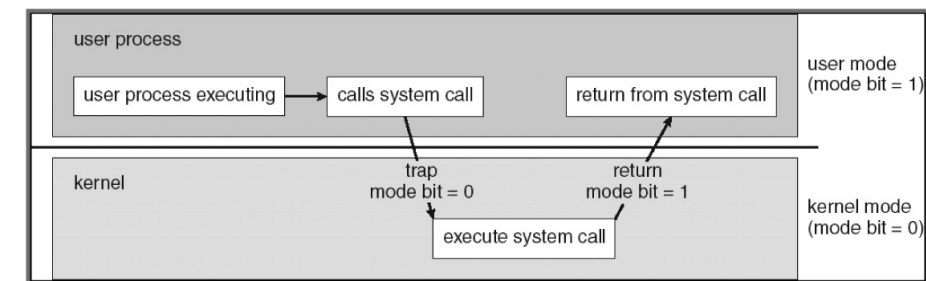 user process
user process executing
calls system call
return from system call
user mode
(mode bit = 1)
trap
mode bit = 0
return
mode bit = 1
kernel
execute system call
kernel mode
(mode bit = 0)